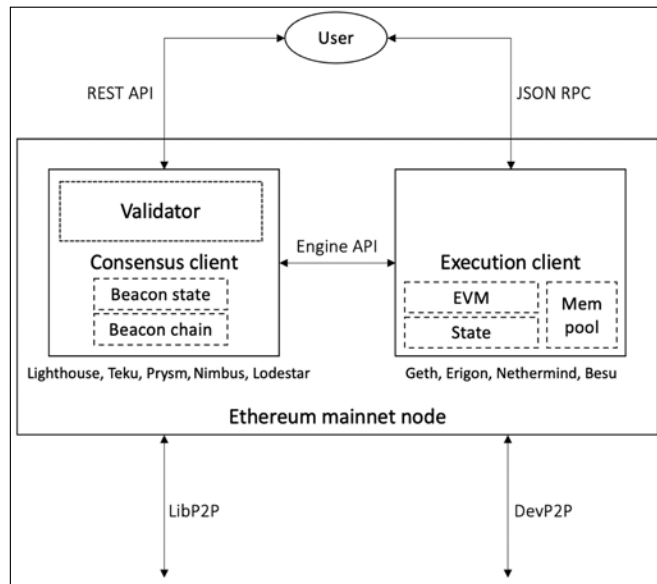 User
REST API
JSON RPC
Validator
Engine API
Consensus client
Execution client
Beacon state
EVM
Mem
pool
Beacon chain
State
Lighthouse, Teku, Prysm, Nimbus, Lodestar
Geth, Erigon, Nethermind, Besu
Ethereum mainnet node
LibP2P
DevP2P